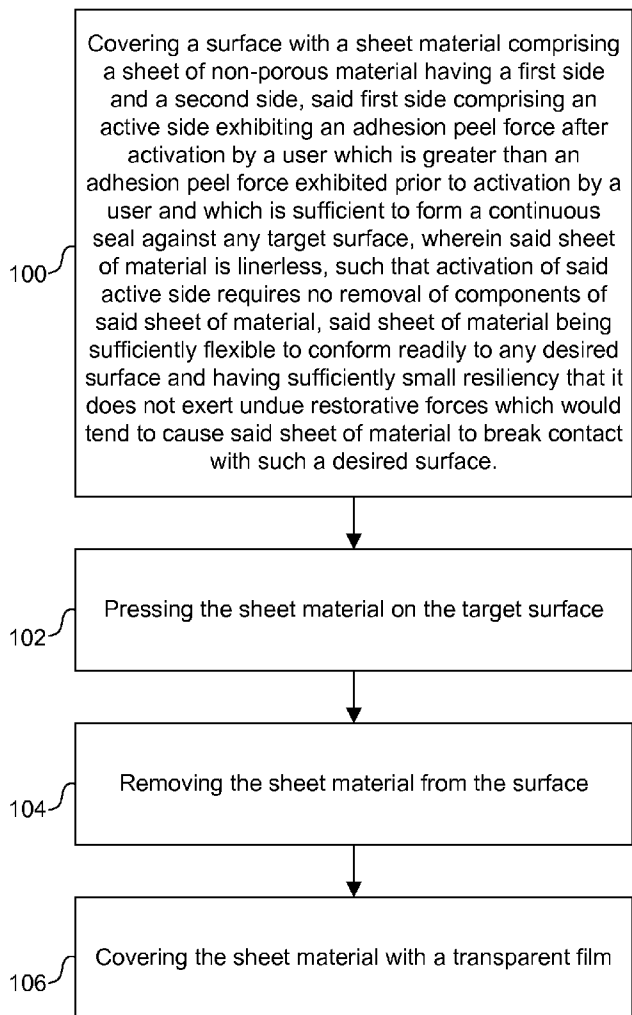 Covering a surface with a sheet material comprising
a sheet of non-porous material having a first side
and a second side, said first side comprising an
active side exhibiting an adhesion peel force after
activation by a user which is greater than an
adhesion peel force exhibited prior to activation by a
user and which is sufficient to form a continuous
seal against any target surface, wherein said sheet
of material is linerless, such that activation of said
active side requires no removal of components of
said sheet of material, said sheet of material being
sufficiently flexible to conform readily to any desired
surface and having sufficiently small resiliency that it
does not exert undue restorative forces which would
tend to cause said sheet of material to break contact
with such a desired surface.
100
Pressing the sheet material on the target surface
102
Removing the sheet material from the surface
104
Covering the sheet material with a transparent film
106